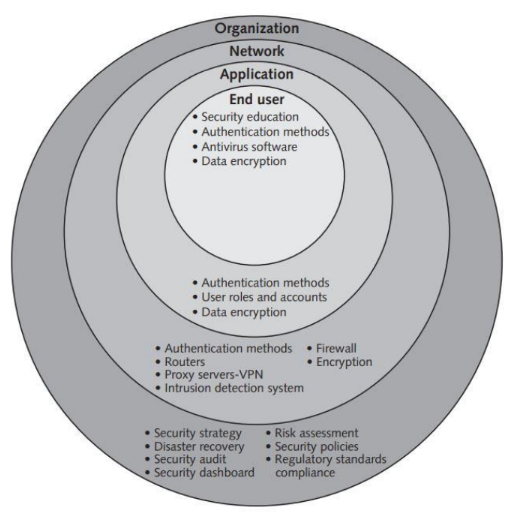 Organization
Network
Application
End user
• Security education
• Authentication methods
• Antivirus software
• Data encryption
• Authentication methods
• User roles and accounts
• Data encryption
• Authentication methods • Firewall
• Routers • Encryption
• Proxy servers-VPN
• Intrusion detection system
• Security strategy • Risk assessment
• Disaster recovery • Security policies
• Security audit • Regulatory standards
• Security dashboard compliance